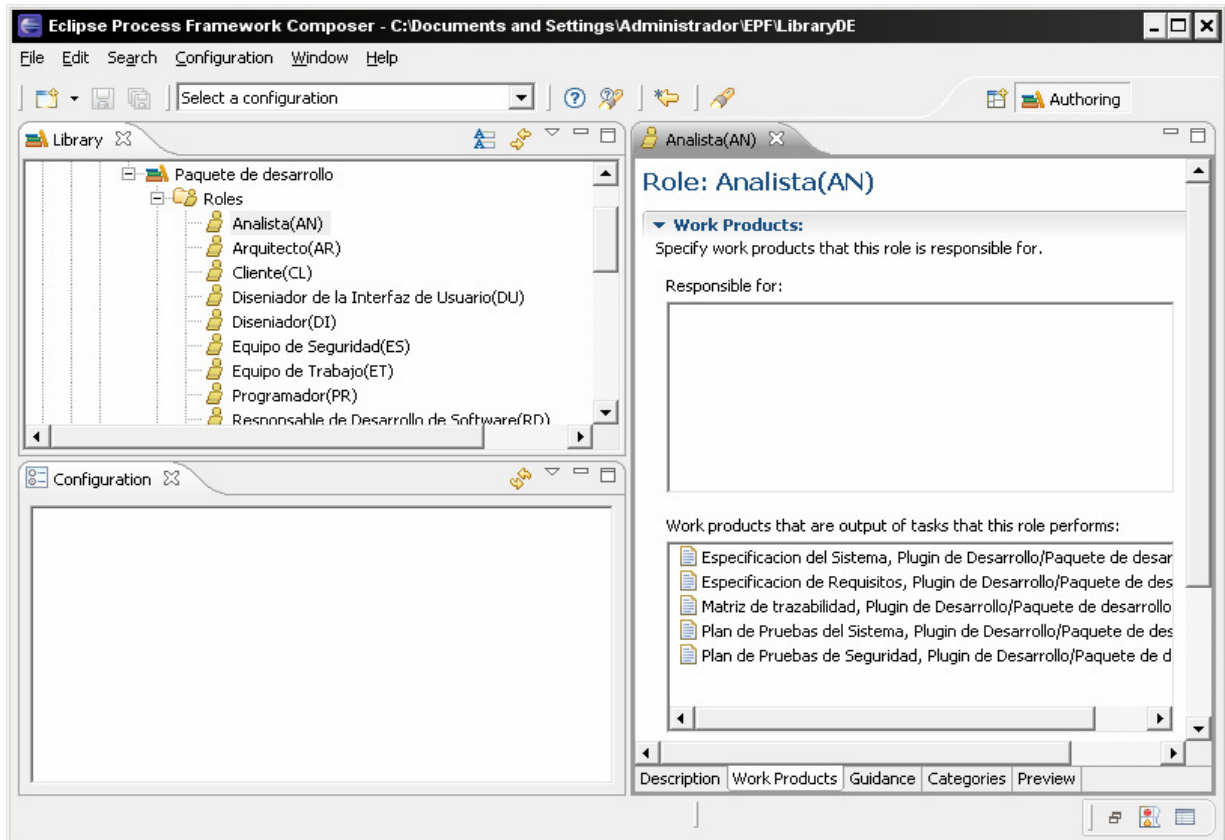 Eclipse Process Framework Composer - C:\Documents and Settings\Administrador\EPF\LibraryDE
File Edit Search Configuration Window Help
Select a configuration
Authoring
Library
Paquete de desarrollo
Roles
Analista(AN)
Arquitecto(AR)
Cliente(CL)
Diseniador de la Interfaz de Usuario(DU)
Diseniador(DI)
Equipo de Seguridad(ES)
Equipo de Trabajo(ET)
Programador(PR)
Responsable de Desarrollo de Software(RD)
Configuration
Analista(AN)
Role: Analista(AN)
Work Products:
Specify work products that this role is responsible for.
Responsible for:
Work products that are output of tasks that this role performs:
Especificacion del Sistema, Plugin de Desarrollo/Paquete de desar
Especificacion de Requisitos, Plugin de Desarrollo/Paquete de des
Matriz de trazabilidad, Plugin de Desarrollo/Paquete de desarrollo
Plan de Pruebas del Sistema, Plugin de Desarrollo/Paquete de des
Plan de Pruebas de Seguridad, Plugin de Desarrollo/Paquete de d
Description Work Products Guidance Categories Preview